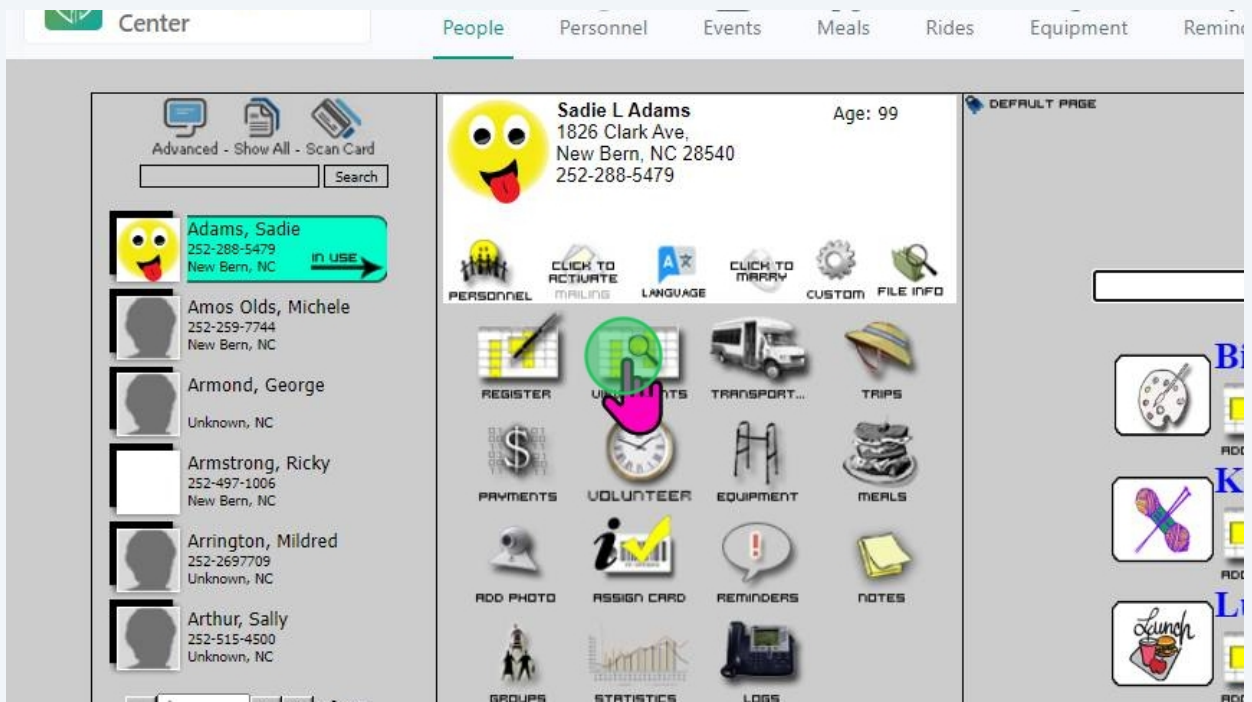 Center
People Personnel Events Meals Rides Equipment
Advanced - Show All - Scan Card
Search
Adams, Sadie
252-288-5479
New Bern, NC
IN USE
Amos Olds, Michele
252-259-7744
New Bern, NC
Armond, George
Unknown, NC
Armstrong, Ricky
252-497-1006
New Bern, NC
Arrington, Mildred
252-2697709
Unknown, NC
Arthur, Sally
252-515-4500
Unknown, NC
Sadie L Adams
Age: 99
1826 Clark Ave,
New Bern, NC 28540
252-288-5479
PERSONNEL
CLICK TO
ACTIVATE
MAILING
LANGUAGE
CLICK TO
MARRY
CUSTOM
FILE INFO
REGISTER
TRANSPORT...
TRIPS
PAYMENTS
VOLUNTEER
EQUIPMENT
MEALS
ADD PHOTO
ASSIGN CARD
REMINDERS
NOTES
GROUPS
STATISTICS
LOGS
DEFAULT PAGE
Lunch